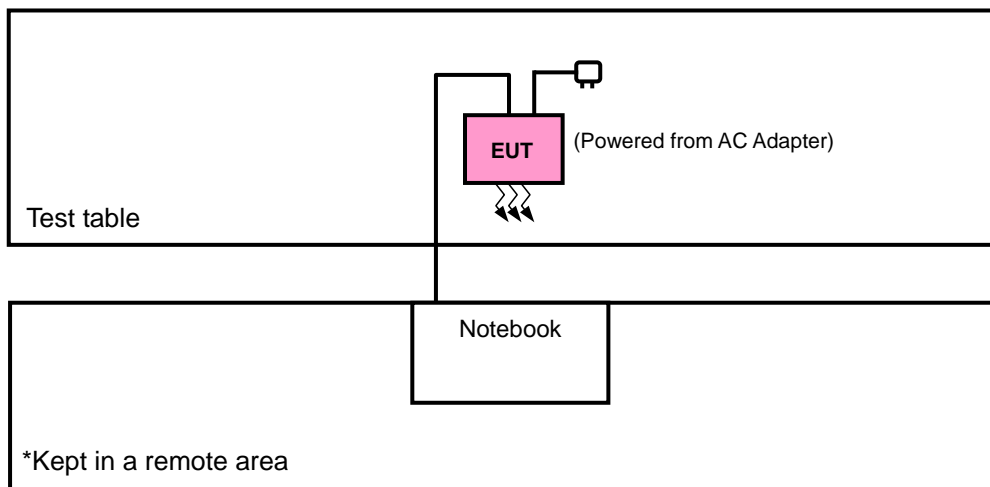 EUT
(Powered from AC Adapter)
Test table
Notebook
*Kept in a remote area